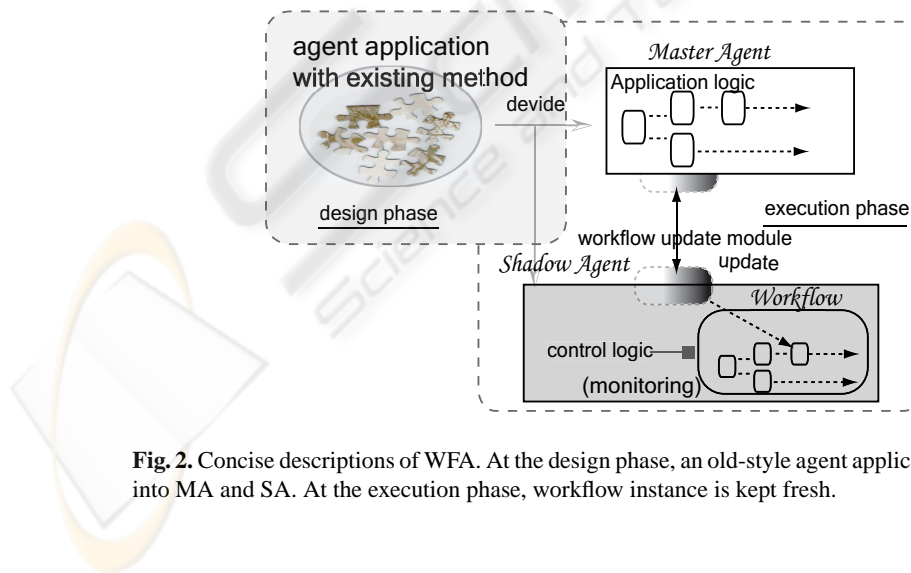 agent application
with existing method
devide
design phase
Master Agent
Application logic
execution phase
workflow update module
update
Shadow Agent
Workflow
control logic
(monitoring)
Fig. 2. Concise descriptions of WFA. At the design phase, an old-style agent applic
into MA and SA. At the execution phase, workflow instance is kept fresh.
Science and